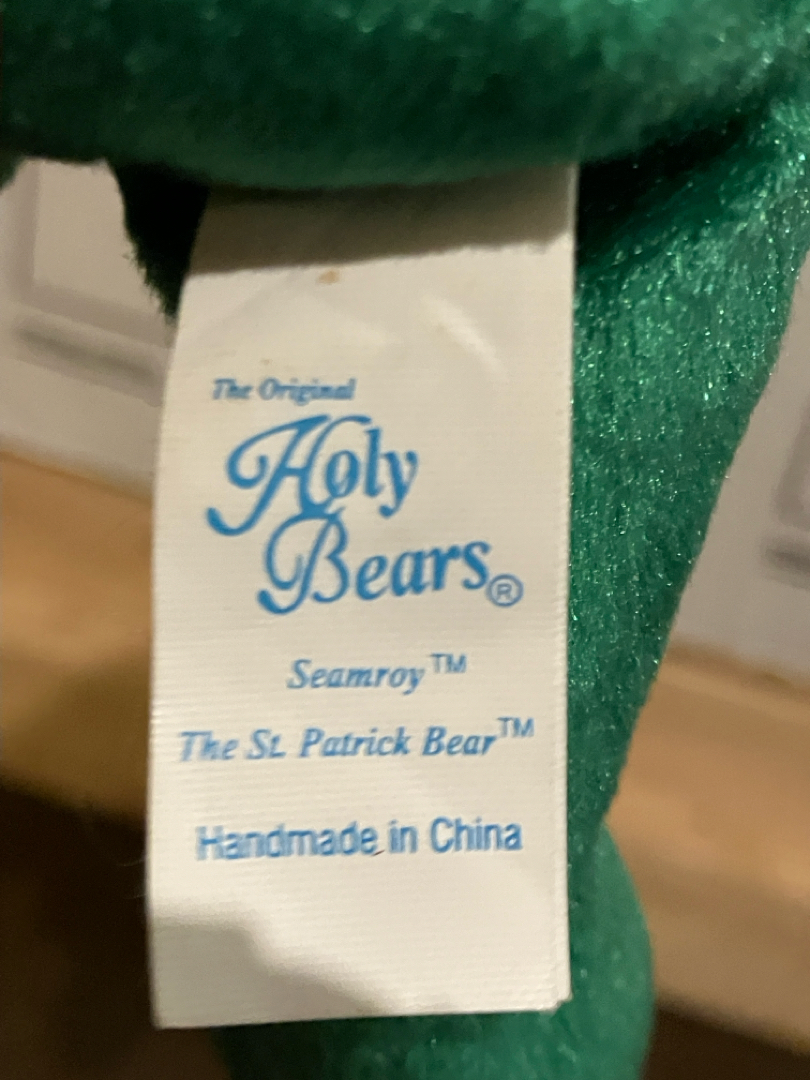 The Original
Holy
Bears®
Seamroy™
The St. Patrick Bear™
Handmade in China